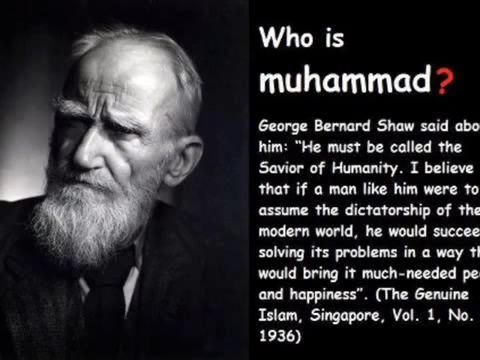 Who is
muhammad?
George Bernard Shaw said abo
him: “He must be called the
Savior of Humanity. I believe
that if a man like him were to
assume the dictatorship of the
modern world, he would succee
solving its problems in a way th
would bring it much-needed pe
and happiness”. (The Genuine
Islam, Singapore, Vol. 1, No.
1936)